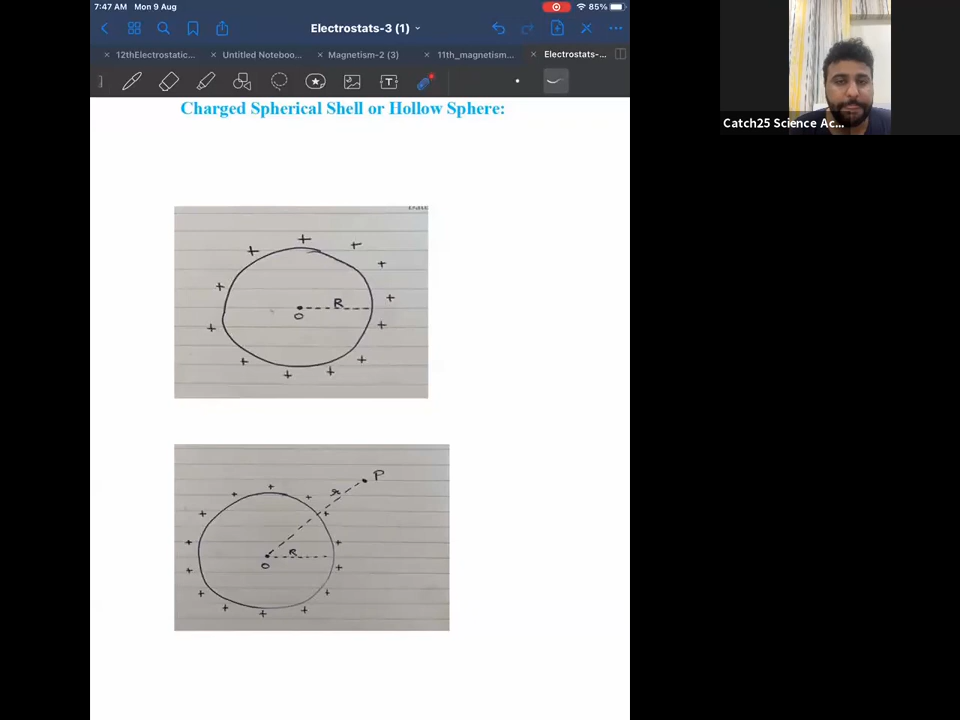 7:47 AM Mon 9 Aug
85%
Electrostats-3 (1)
12thElectrostatic...
Untitled Noteboo...
Magnetism-2 (3)
11th_magnetism...
Electrostats-...
Charged Spherical Shell or Hollow Sphere:
+ + + + + + + + + + + + +
R
O
P
r
+ + + + + + + + + + + + + +
R
O
Catch25 Science Ac...